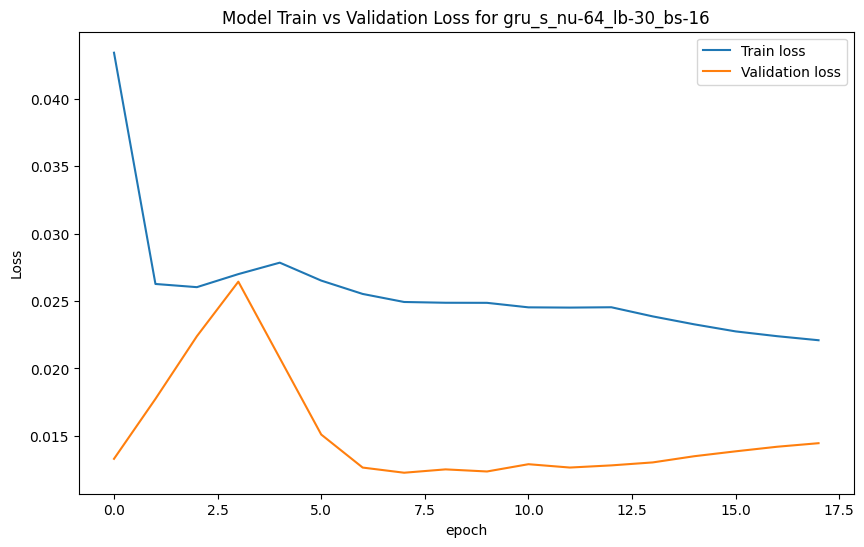 Model Train vs Validation Loss for gru_s_nu-64_lb-30_bs-16
Train loss
Validation loss
0.040
0.035
0.030
0.025
0.020
0.015
Loss
0.0 2.5 5.0 7.5 10.0 12.5 15.0 17.5
epoch